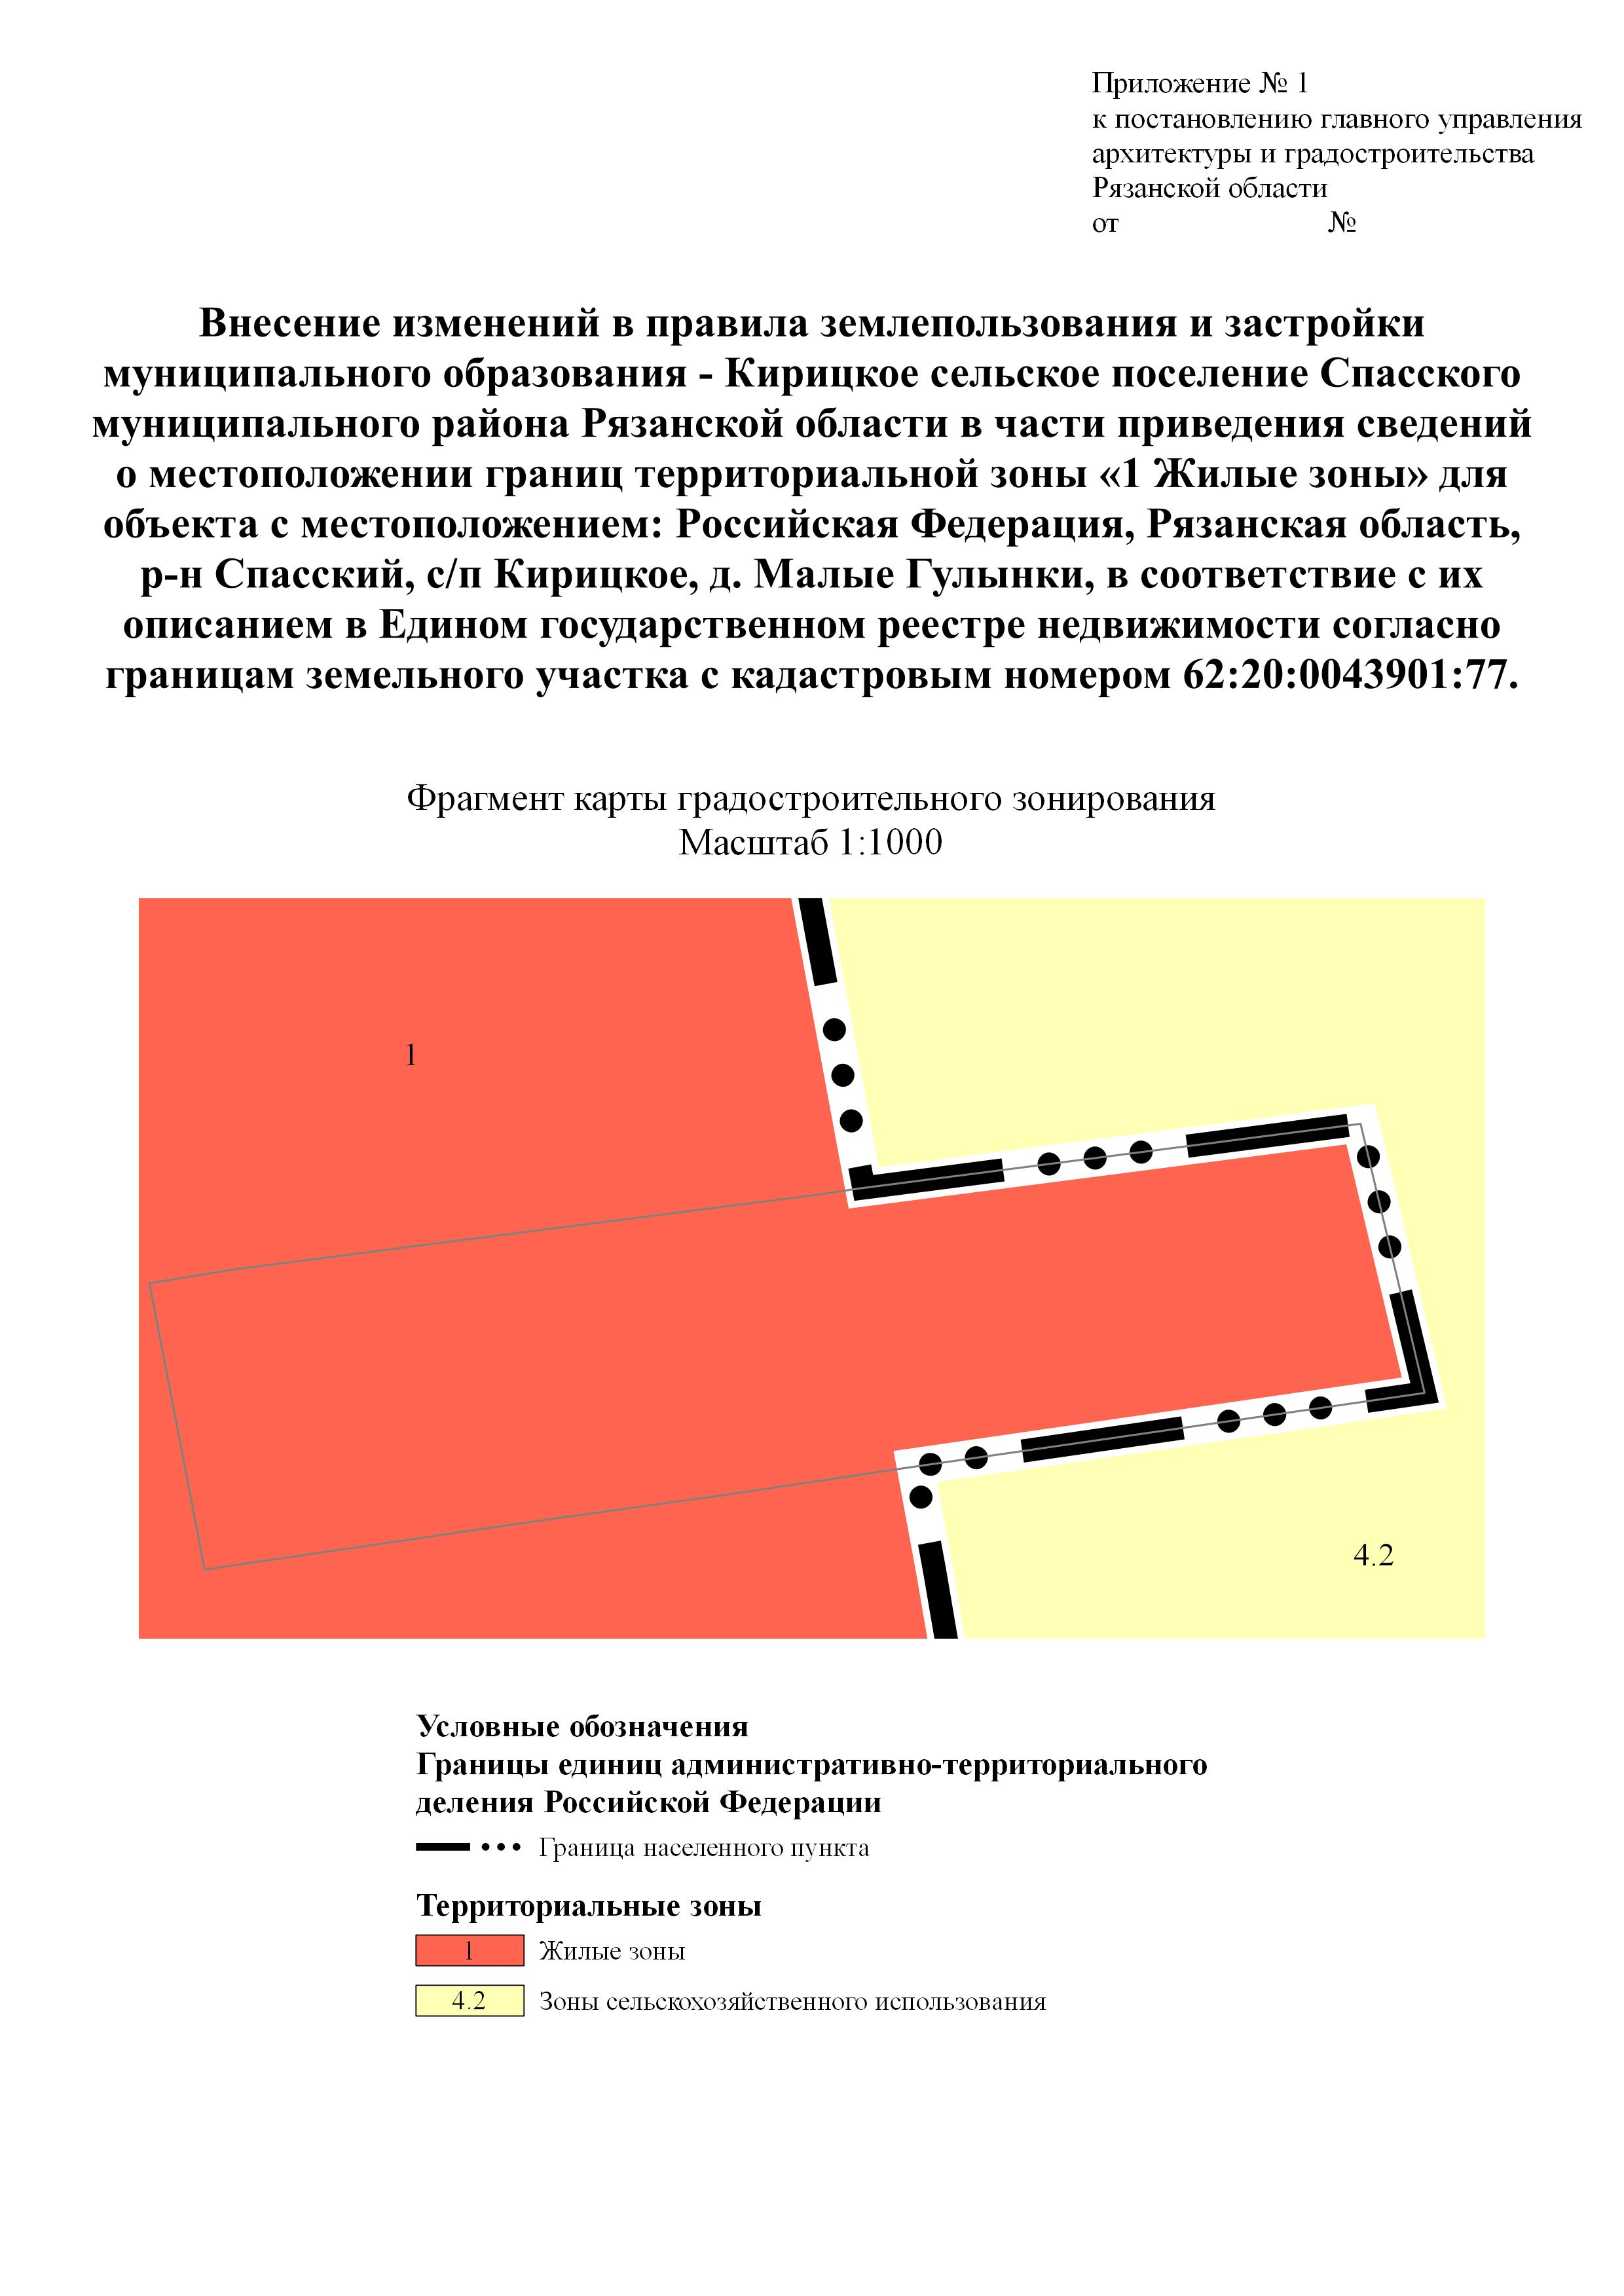 Приложение № 1
к постановлению главного управления
архитектуры и градостроительства
Рязанской области
от №
Внесение изменений в правила землепользования и застройки
муниципального образования - Кирицкое сельское поселение Спасского
муниципального района Рязанской области в части приведения сведений
о местоположении границ территориальной зоны «1 Жилые зоны» для
объекта с местоположением: Российская Федерация, Рязанская область,
р-н Спасский, с/п Кирицкое, д. Малые Гулынки, в соответствие с их
описанием в Едином государственном реестре недвижимости согласно
границам земельного участка с кадастровым номером 62:20:0043901:77.
Фрагмент карты градостроительного зонирования
Масштаб 1:1000
1
4.2
Условные обозначения
Границы единиц административно-территориального
деления Российской Федерации
Граница населенного пункта
Территориальные зоны
1 Жилые зоны
4.2 Зоны сельскохозяйственного использования